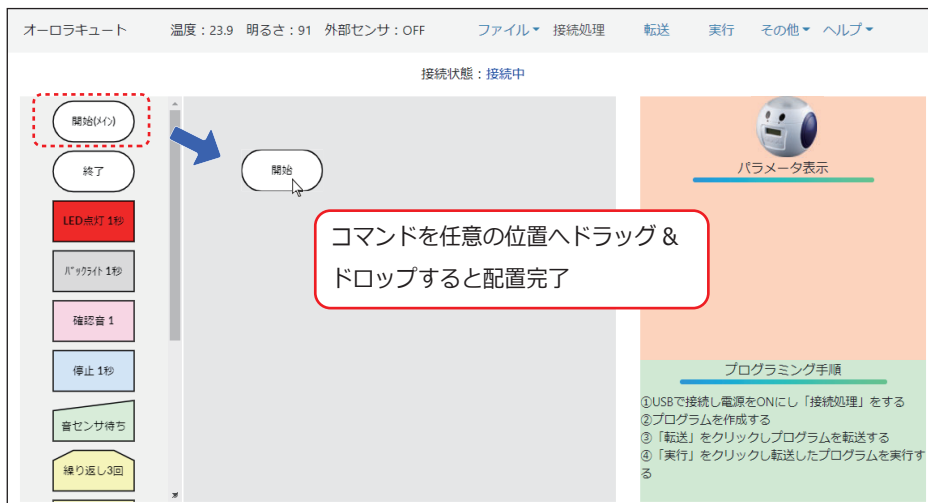 オーロラキュート 温度：23.9 明るさ：91 外部センサ：OFF ファイル 接続処理 転送 実行 その他 ヘルプ
接続状態：接続中
開始(ﾒｲﾝ)
終了
LED点灯 1秒
ﾊﾞｯｸﾗｲﾄ 1秒
確認音 1
停止 1秒
音センサ待ち
繰り返し3回
開始
コマンドを任意の位置へドラッグ &
ドロップすると配置完了
パラメータ表示
プログラミング手順
①USBで接続し電源をONにし「接続処理」をする
②プログラムを作成する
③「転送」をクリックしプログラムを転送する
④「実行」をクリックし転送したプログラムを実行す
る